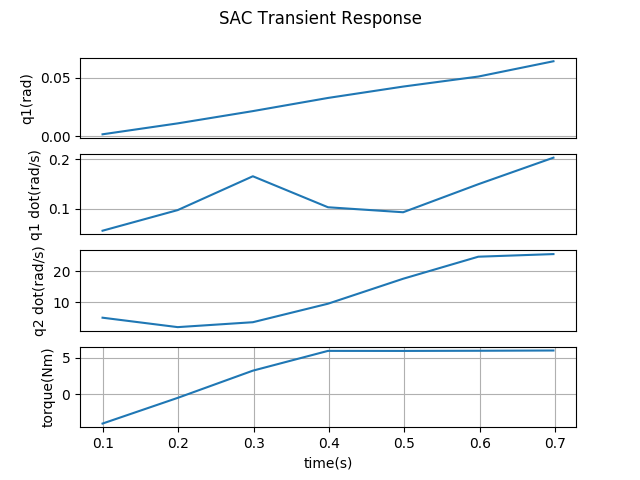 SAC Transient Response
q1(rad)
0.05
0.00
q1 dot(rad/s)
0.2
0.1
q2 dot(rad/s)
20
10
torque(Nm)
5
0
0.1 0.2 0.3 0.4 0.5 0.6 0.7
time(s)